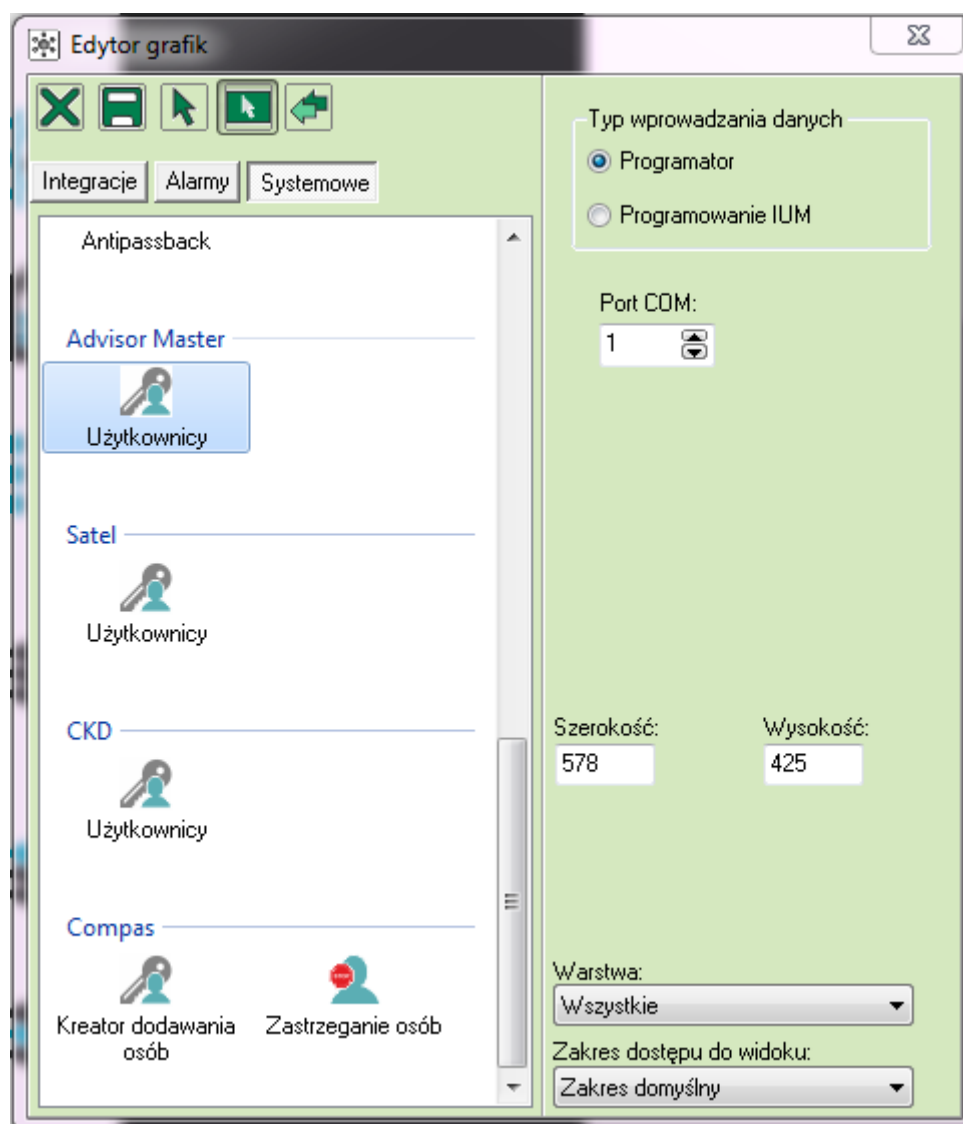 Edytor grafik
Integracje
Alarmy
Systemowe
Antipassback
Advisor Master
Użytkownicy
Satel
Użytkownicy
CKD
Użytkownicy
Compas
Kreator dodawania
osób
Zastrzeganie osób
Typ wprowadzania danych
Programator
Programowanie IUM
Port COM:
1
Szerokość:
Wysokość:
578
425
Warstwa:
Wszystkie
Zakres dostępu do widoku:
Zakres domyślny